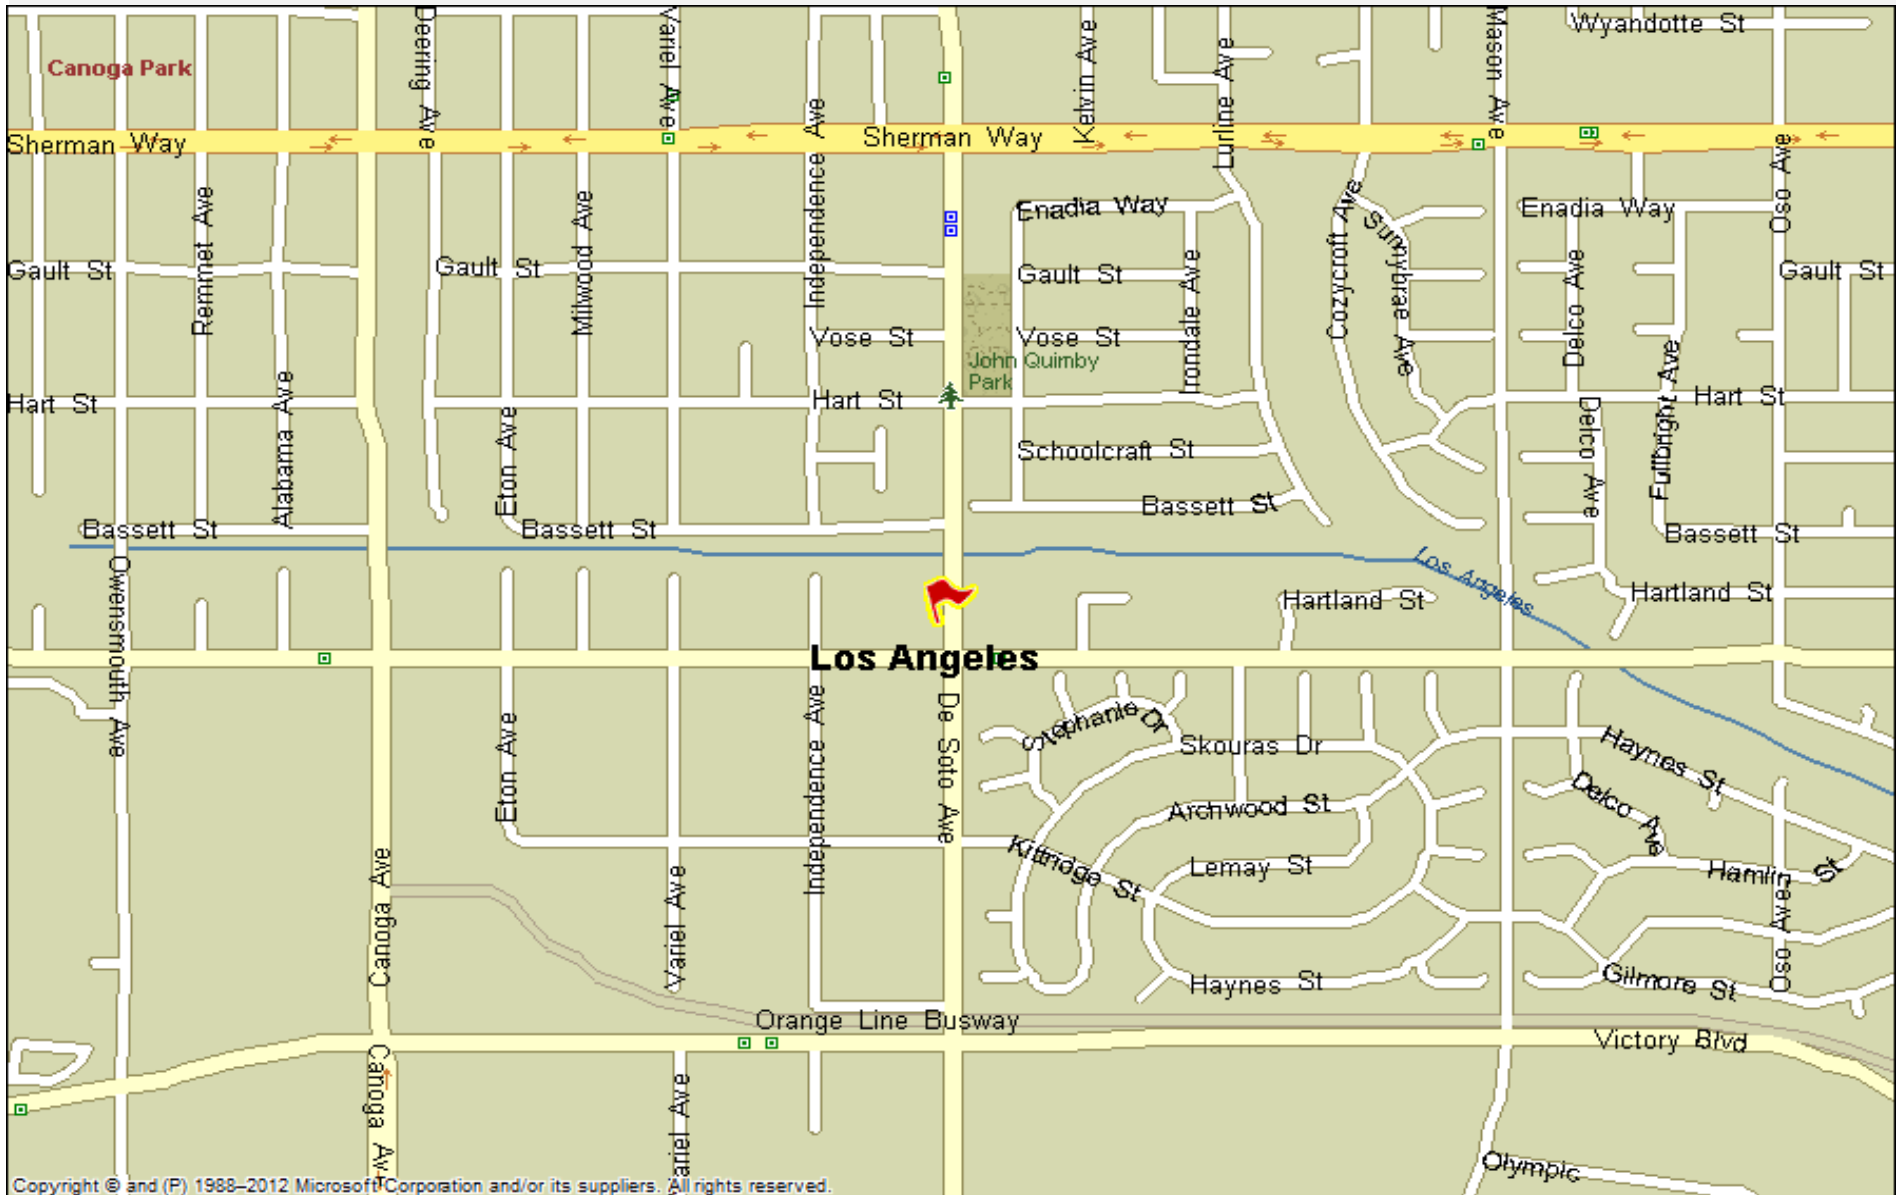 Wyandotte St
Deering Ave
Variel Ave
Kelvin Ave
Lurline Ave
Mason Ave
Canoga Park
Independence Ave
Sherman Way
Sherman Way
Oso Ave
Remmet Ave
Milwood Ave
Enadia Way
Cozycroft Ave
Sunnybrae Ave
Enadia Way
Gault St
Gault St
Gault St
Irondale Ave
Delco Ave
Gault St
Vose St
Vose St
John Quimby
Park
Fullbright Ave
Hart St
Alabama Ave
Eton Ave
Hart St
Delco Ave
Hart St
Schoolcraft St
Bassett St
Bassett St
Bassett St
Bassett St
Owensmouth Ave
Los Angeles
Hartland St
Hartland St
Los Angeles
Independence Ave
De Soto Ave
Stephanie Dr
Skouras Dr
Haynes St
Eton Ave
Archwood St
Delco Ave
Kittridge St
Lemay St
Hamlin St
Canoga Ave
Variel Ave
Oso Ave
Haynes St
Gilmore St
Orange Line Busway
Victory Blvd
Canoga Av
ariel Ave
Olympic
Copyright © and (P) 1988–2012 Microsoft Corporation and/or its suppliers. All rights reserved.